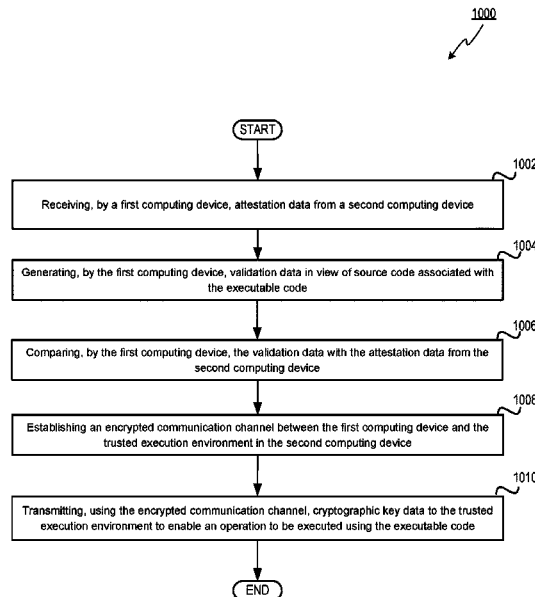 1000
START
1002
Receiving, by a first computing device, attestation data from a second computing device
1004
Generating, by the first computing device, validation data in view of source code associated with
the executable code
1006
Comparing, by the first computing device, the validation data with the attestation data from the
second computing device
1008
Establishing an encrypted communication channel between the first computing device and the
trusted execution environment in the second computing device
1010
Transmitting, using the encrypted communication channel, cryptographic key data to the trusted
execution environment to enable an operation to be executed using the executable code
END